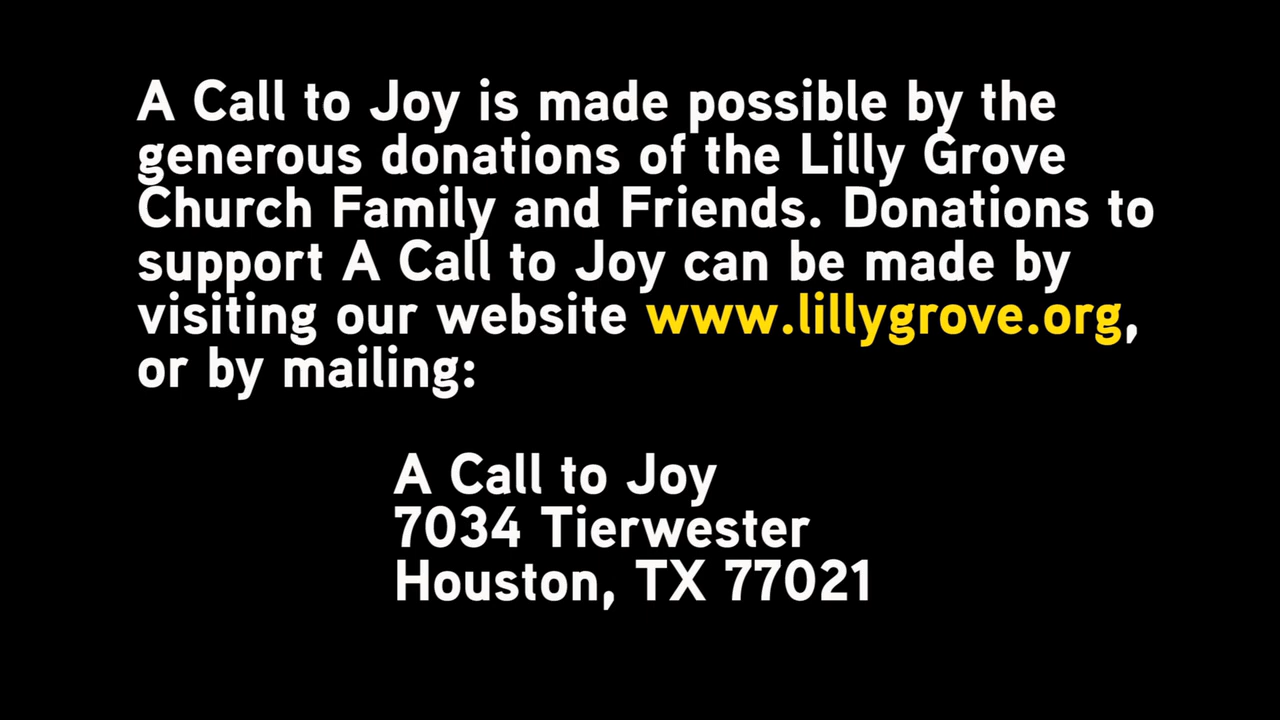 A Call to Joy is made possible by the
generous donations of the Lilly Grove
Church Family and Friends. Donations to
support A Call to Joy can be made by
visiting our website www.lillygrove.org,
or by mailing:
A Call to Joy
7034 Tierwester
Houston, TX 77021